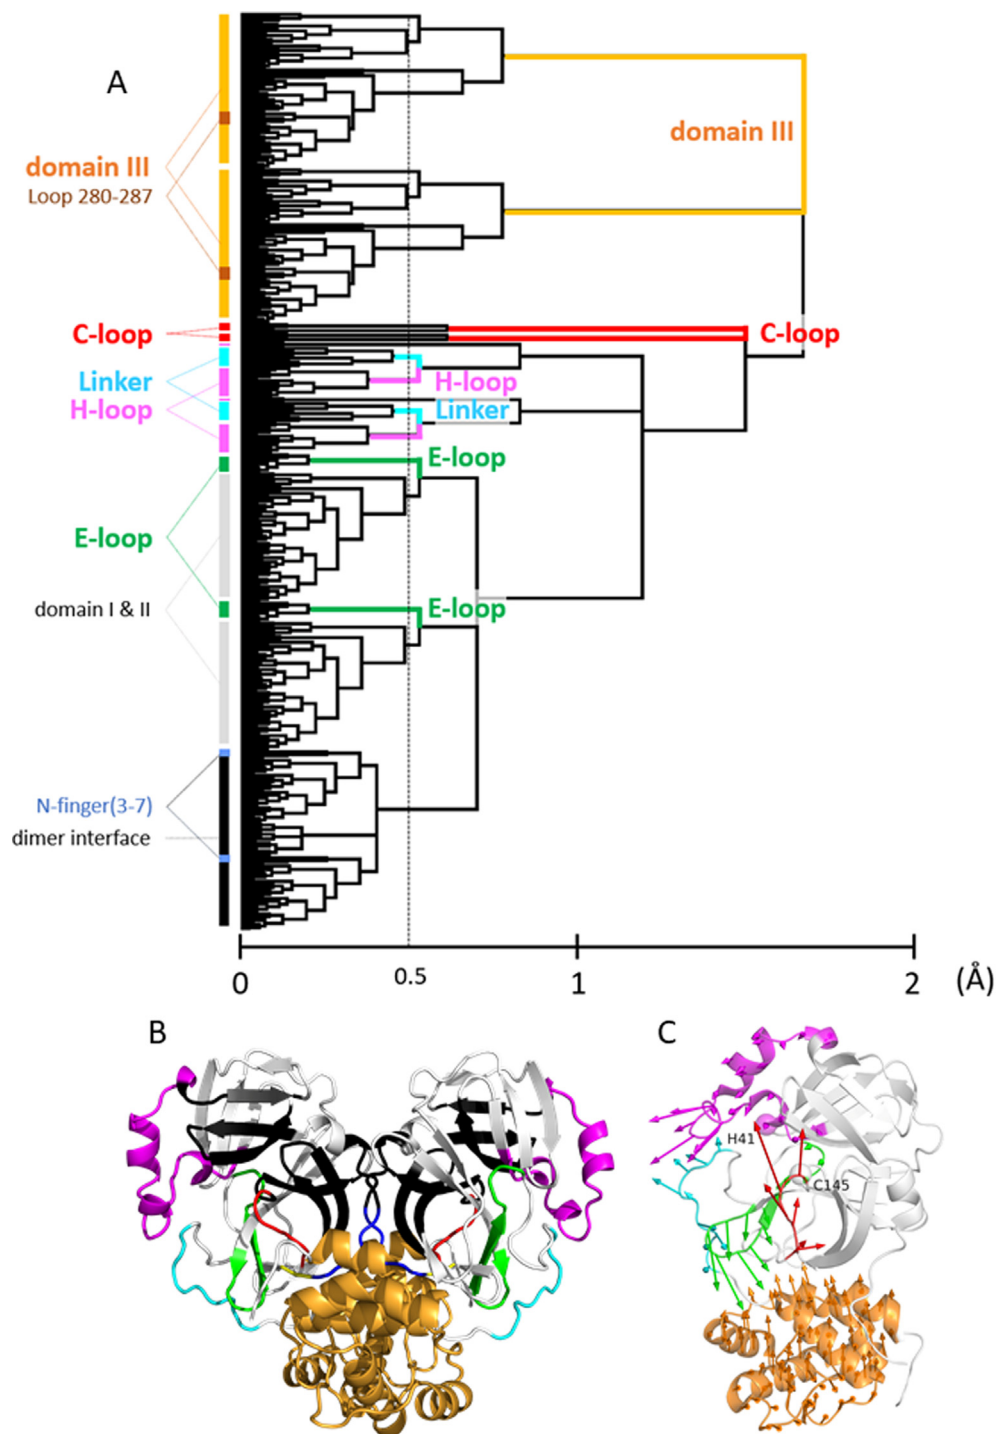 A
domain III
domain III
Loop 280-287
C-loop
C-loop
Linker
H-loop
H-loop
Linker
E-loop
E-loop
domain I & II
E-loop
N-finger(3-7)
dimer interface
0
0.5
1
2
(Å)
B
C
H41
C145